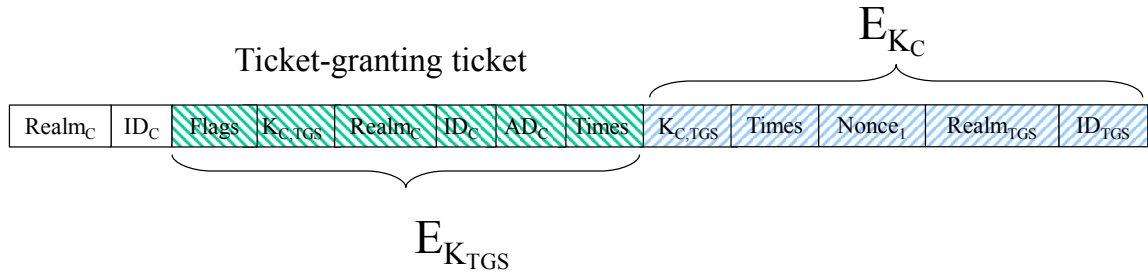 E_{K_C}
Ticket-granting ticket
Realm_C ID_C Flags K_{C,TGS} Realm_C ID_C AD_C Times K_{C,TGS} Times Nonce_1 Realm_{TGS} ID_{TGS}
E_{K_{TGS}}